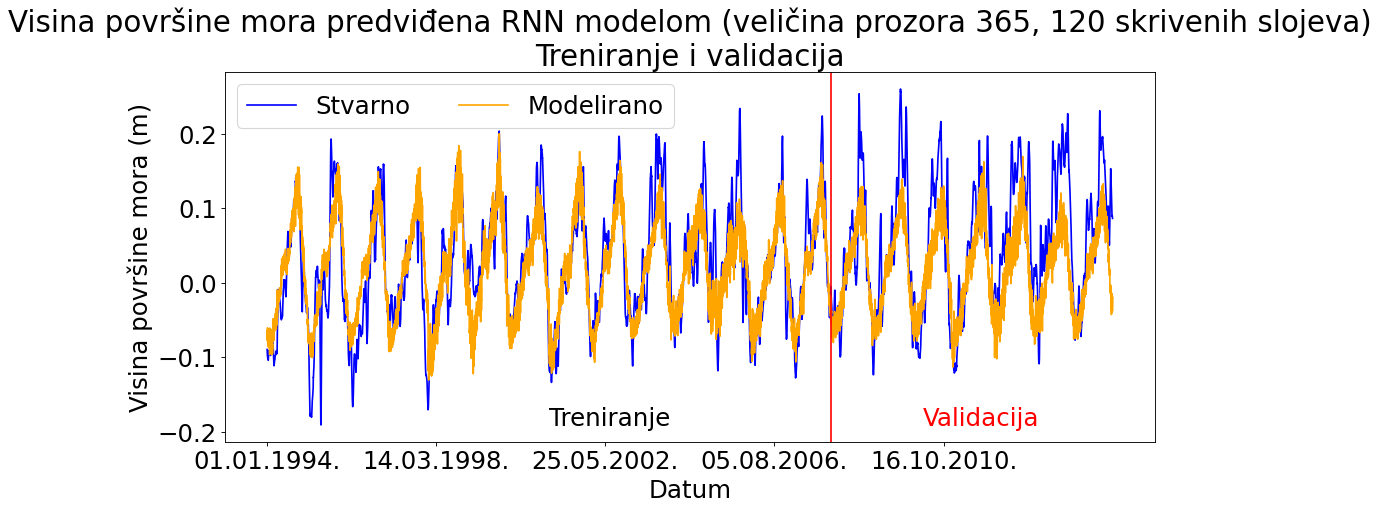 Visina površine mora predviđena RNN modelom (veličina prozora 365, 120 skrivenih slojeva)
Treniranje i validacija
Stvarno
Modelirano
Visina površine mora (m)
0.2
0.1
0.0
−0.1
−0.2
Treniranje
Validacija
01.01.1994.
14.03.1998.
25.05.2002.
05.08.2006.
16.10.2010.
Datum